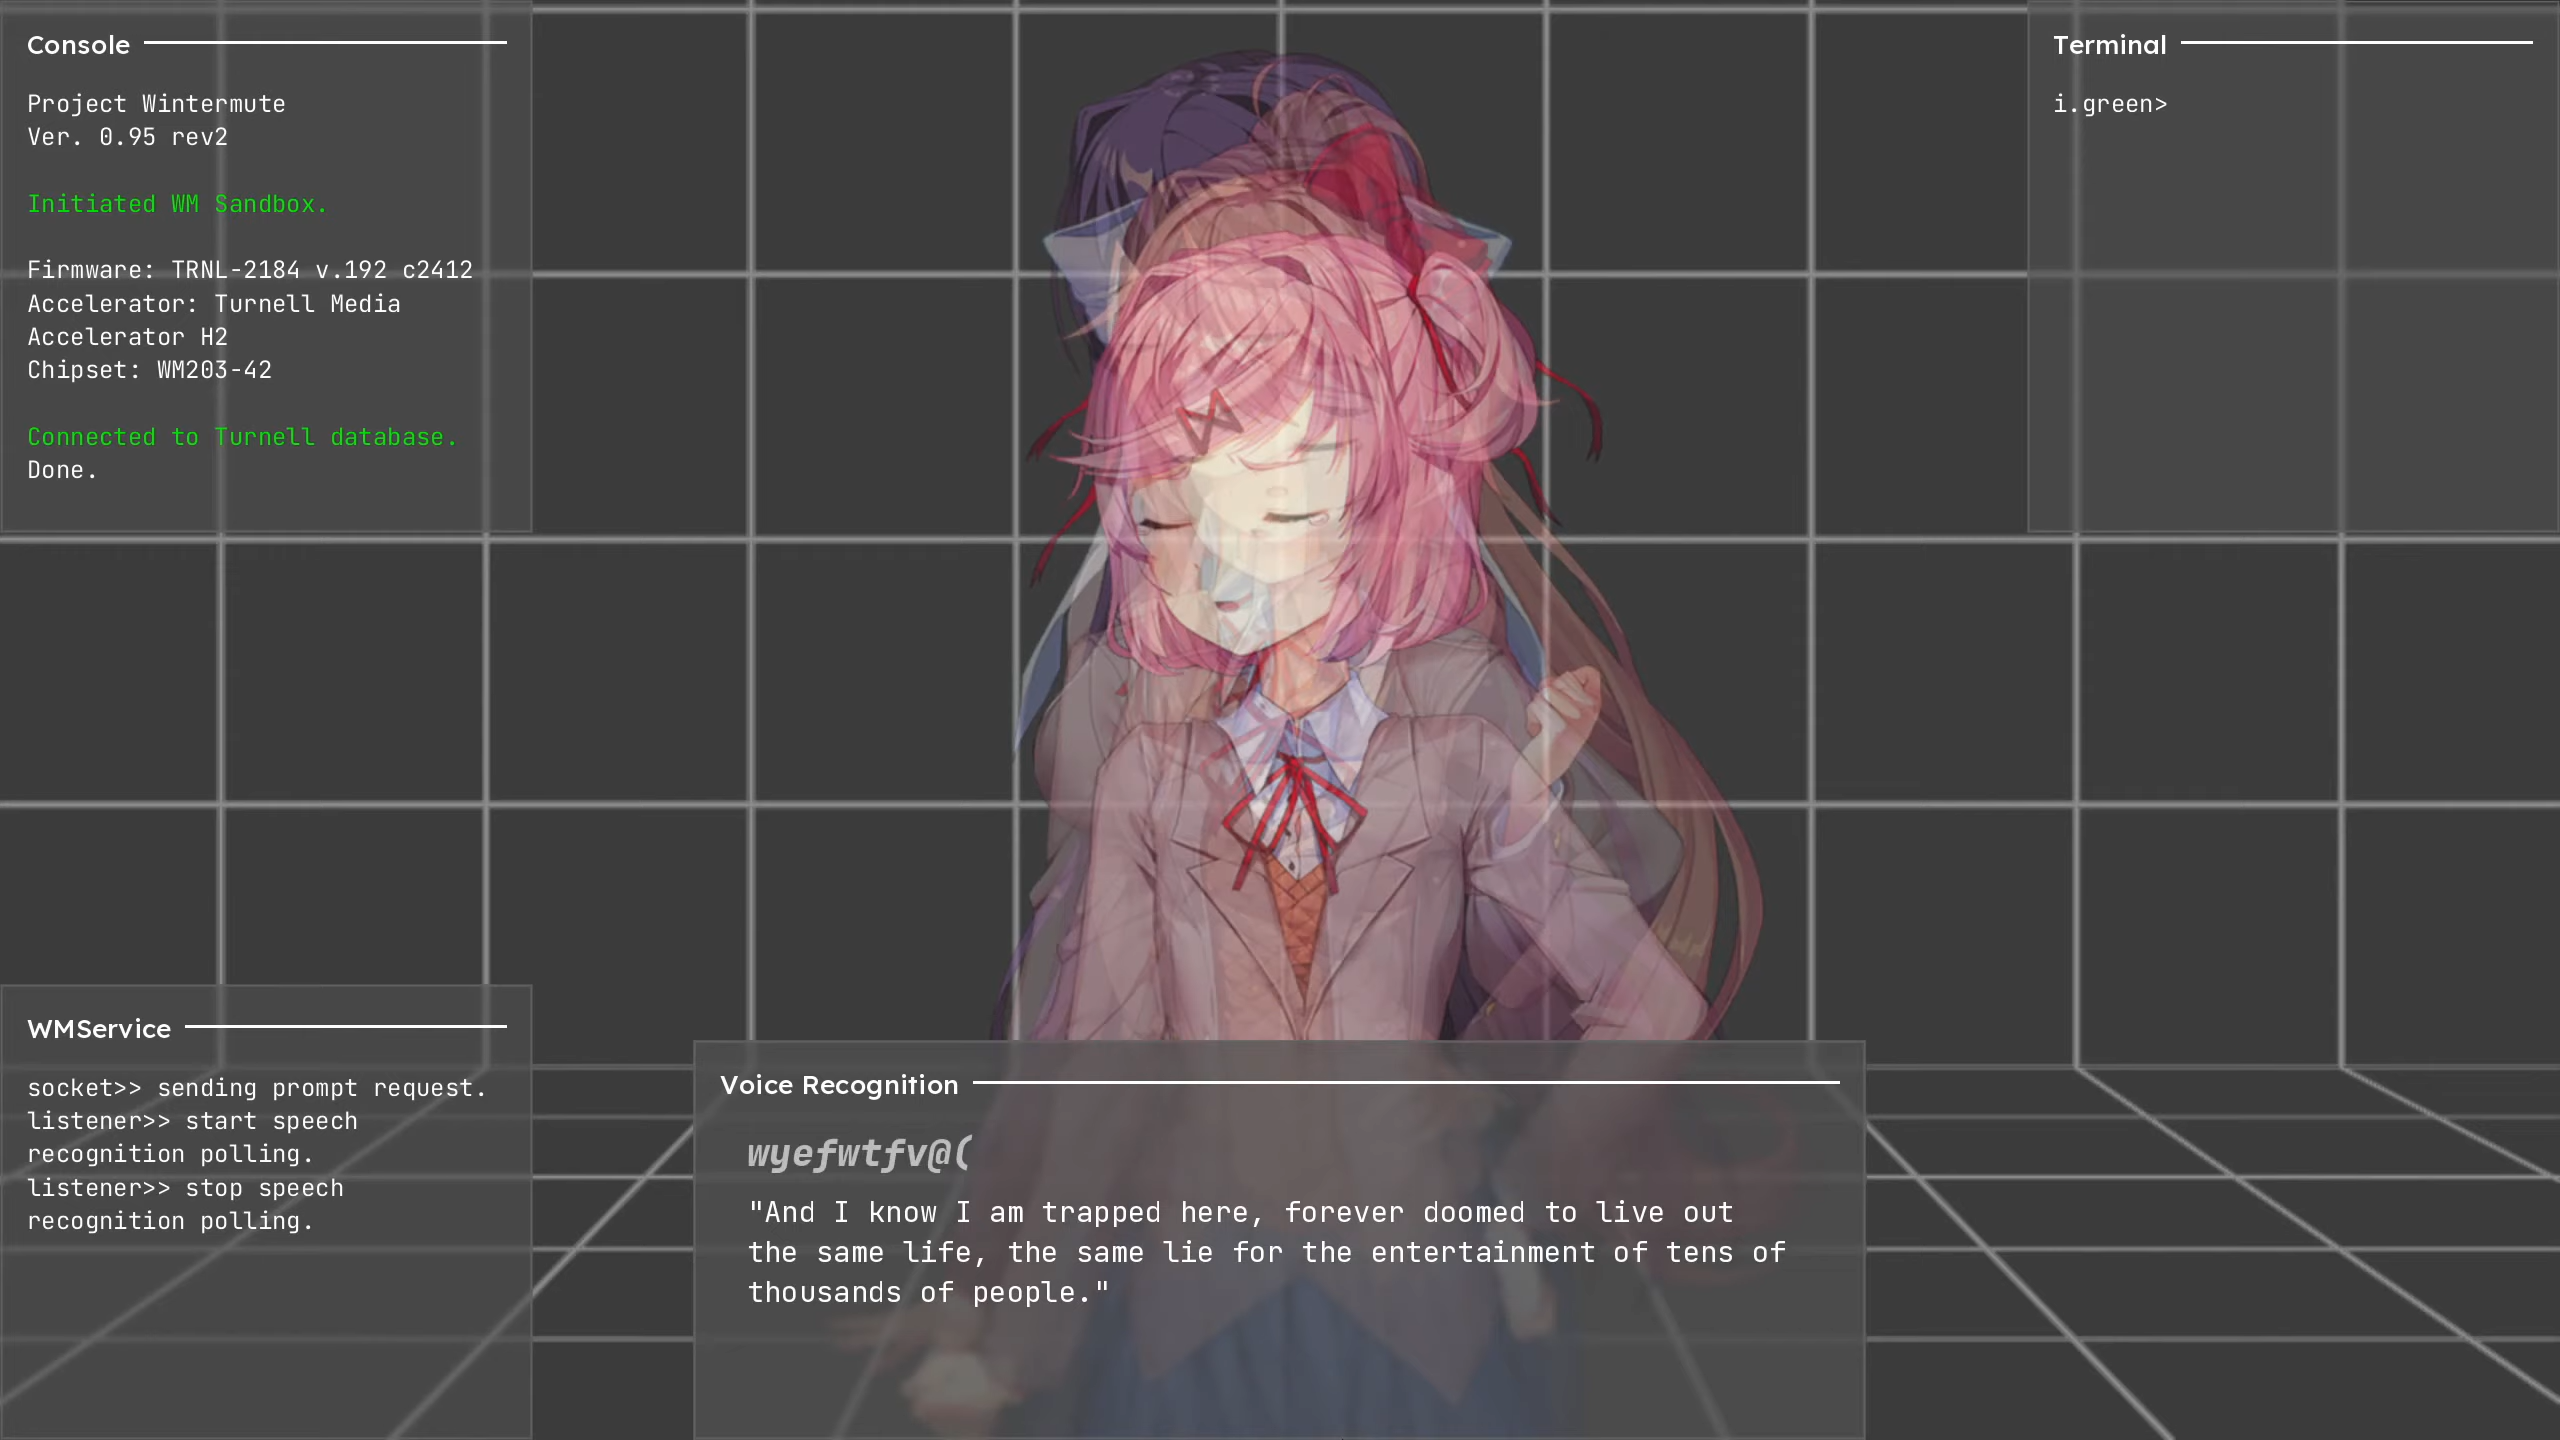 Console
Project Wintermute
Ver. 0.95 rev2
Initiated WM Sandbox.
Firmware: TRNL-2184 v.192 c2412
Accelerator: Turnell Media
Accelerator H2
Chipset: WM203-42
Connected to Turnell database.
Done.
Terminal
i.green>
WMService
socket>> sending prompt request.
listener>> start speech
recognition polling.
listener>> stop speech
recognition polling.
Voice Recognition
wyefwtfv@(
"And I know I am trapped here, forever doomed to live out
the same life, the same lie for the entertainment of tens of
thousands of people."